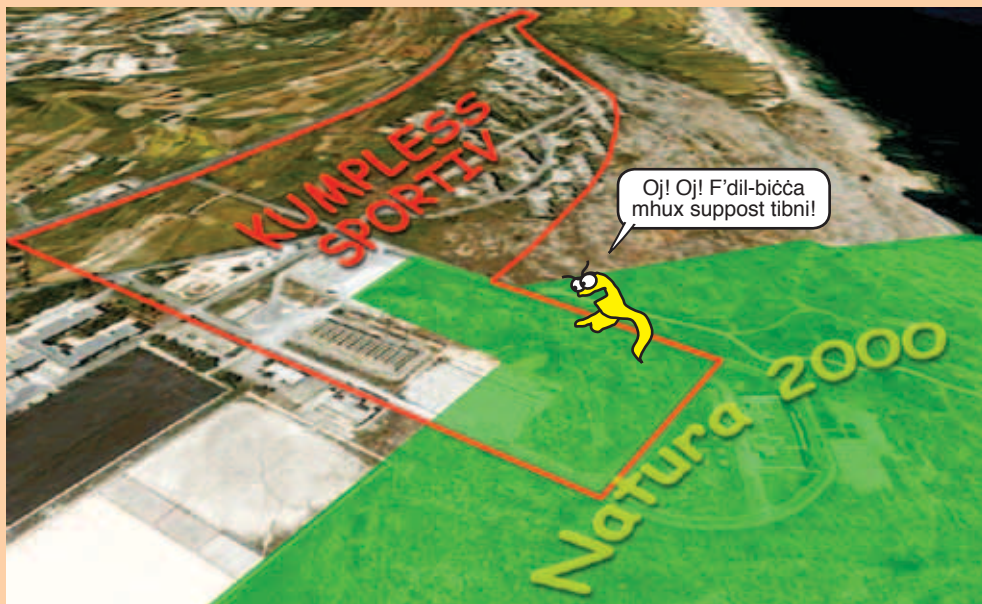 KUMPLESS
SPORTIV
Oj! Oj! F'dil-biċċa
mhux suppost tibni!
Natura 2000